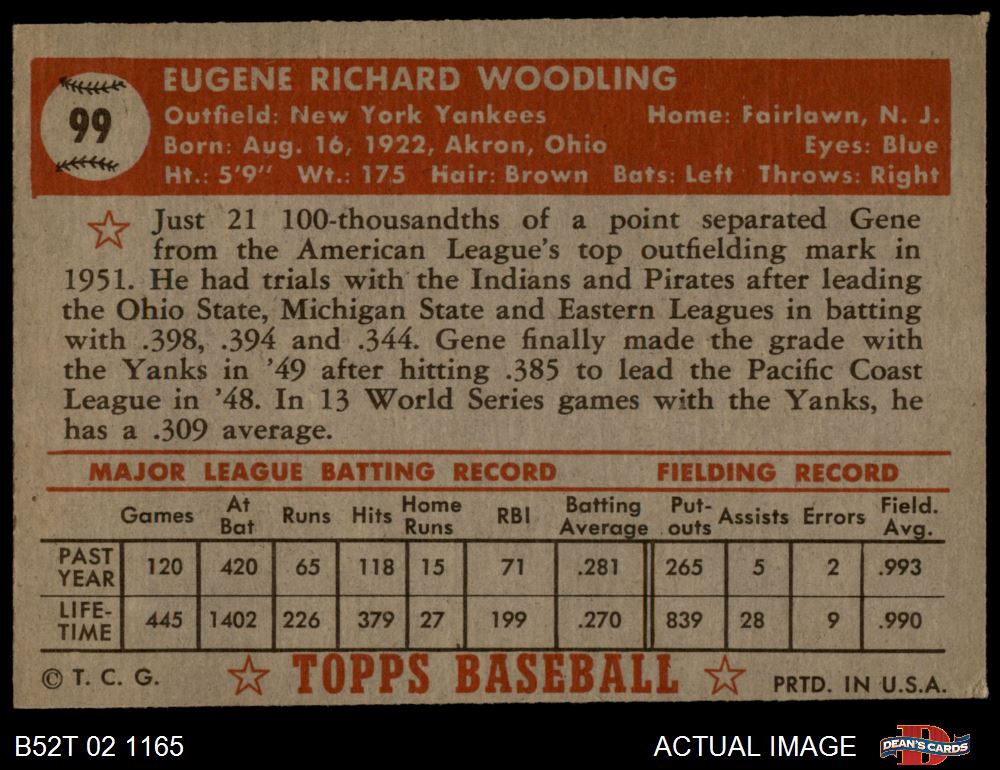 99
EUGENE RICHARD WOODLING
Outfield: New York Yankees Home: Fairlawn, N. J.
Born: Aug. 16, 1922, Akron, Ohio Eyes: Blue
Ht.: 5'9" Wt.: 175 Hair: Brown Bats: Left Throws: Right
Just 21 100-thousandths of a point separated Gene
from the American League's top outfielding mark in
1951. He had trials with the Indians and Pirates after leading
the Ohio State, Michigan State and Eastern Leagues in batting
with .398, .394 and .344. Gene finally made the grade with
the Yanks in '49 after hitting .385 to lead the Pacific Coast
League in '48. In 13 World Series games with the Yanks, he
has a .309 average.
MAJOR LEAGUE BATTING RECORD FIELDING RECORD
Games At Bat Runs Hits Home Runs RBI Batting Average Put-outs Assists Errors Field. Avg.
PAST YEAR 120 420 65 118 15 71 .281 265 5 2 .993
LIFE-TIME 445 1402 226 379 27 199 .270 839 28 9 .990
© T. C. G. TOPPS BASEBALL PRTD. IN U.S.A.
B52T 02 1165 ACTUAL IMAGE DEAN'S CARDS